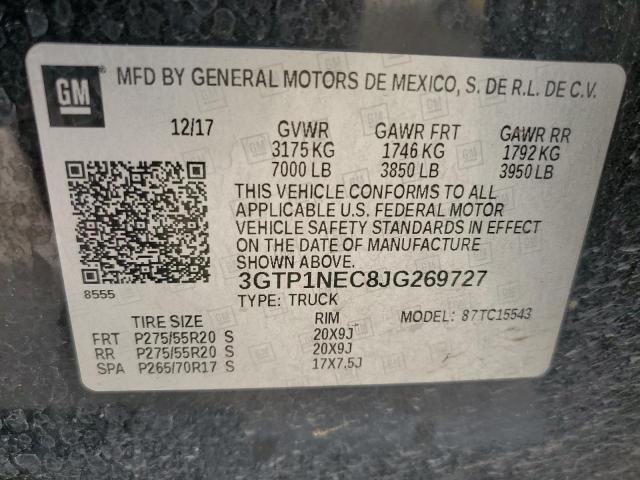 GM
MFD BY GENERAL MOTORS DE MEXICO, S. DE R.L. DE C.V.
12/17 GVWR GAWR FRT GAWR RR
3175 KG 1746 KG 1792 KG
7000 LB 3850 LB 3950 LB
THIS VEHICLE CONFORMS TO ALL
APPLICABLE U.S. FEDERAL MOTOR
VEHICLE SAFETY STANDARDS IN EFFECT
ON THE DATE OF MANUFACTURE
SHOWN ABOVE.
8555
3GTP1NEC8JG269727
TYPE: TRUCK
TIRE SIZE RIM MODEL: 87TC15543
FRT P275/55R20 S 20X9J
RR P275/55R20 S 20X9J
SPA P265/70R17 S 17X7.5J